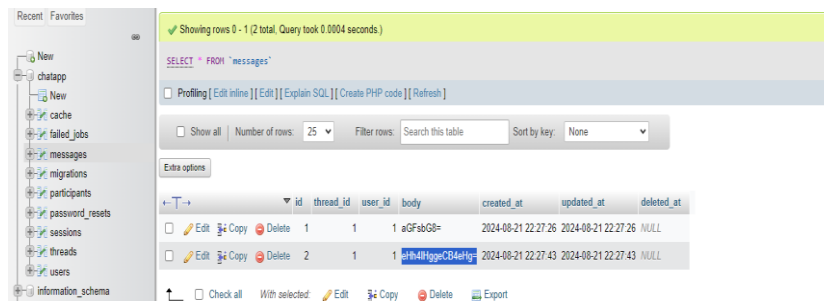 Recent Favorites
New
chatapp
New
cache
failed_jobs
messages
migrations
participants
password_resets
sessions
threads
users
information_schema
Showing rows 0 - 1 (2 total, Query took 0.0004 seconds.)
SELECT * FROM `messages`
Profiling [ Edit inline ] [ Edit ] [ Explain SQL ] [ Create PHP code ] [ Refresh ]
Show all Number of rows: 25 Filter rows: Search this table Sort by key: None
Extra options
id thread_id user_id body created_at updated_at deleted_at
Edit Copy Delete 1 1 1 aGFsbG8= 2024-08-21 22:27:26 2024-08-21 22:27:26 NULL
Edit Copy Delete 2 1 1 eHh4IHggeCB4eHg= 2024-08-21 22:27:43 2024-08-21 22:27:43 NULL
Check all With selected: Edit Copy Delete Export